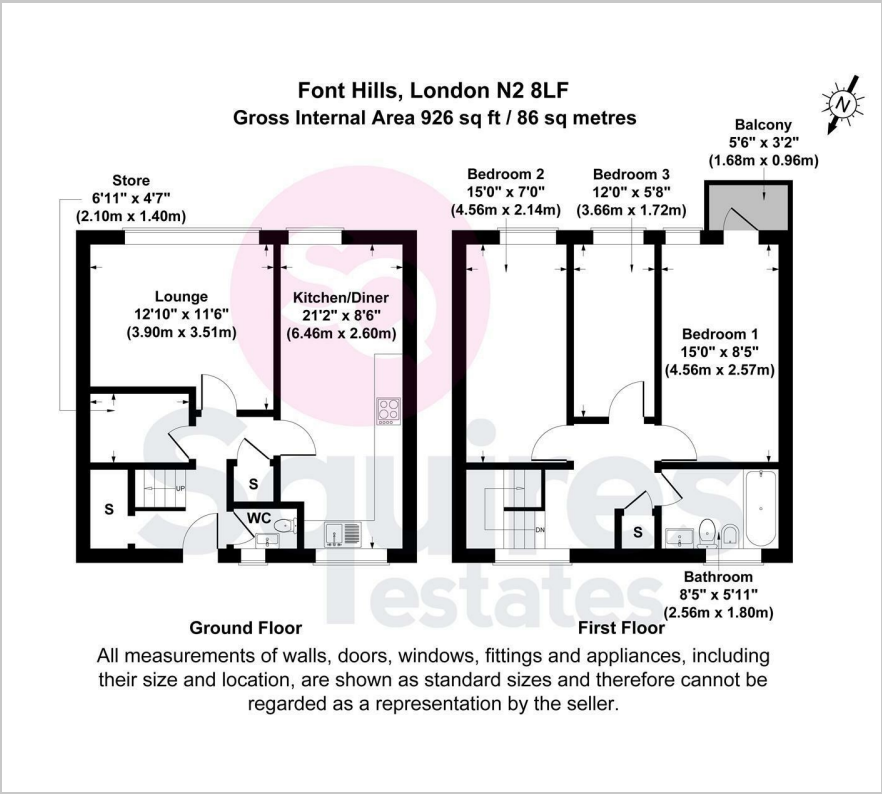 Font Hills, London N2 8LF
Gross Internal Area 926 sq ft / 86 sq metres
N
Balcony
5'6" x 3'2"
(1.68m x 0.96m)
Store
6'11" x 4'7"
(2.10m x 1.40m)
Bedroom 2
15'0" x 7'0"
(4.56m x 2.14m)
Bedroom 3
12'0" x 5'8"
(3.66m x 1.72m)
Lounge
12'10" x 11'6"
(3.90m x 3.51m)
Kitchen/Diner
21'2" x 8'6"
(6.46m x 2.60m)
Bedroom 1
15'0" x 8'5"
(4.56m x 2.57m)
S
UP
S
WC
DN
S
Bathroom
8'5" x 5'11"
(2.56m x 1.80m)
Ground Floor
First Floor
SQ
Squires
estates
All measurements of walls, doors, windows, fittings and appliances, including
their size and location, are shown as standard sizes and therefore cannot be
regarded as a representation by the seller.